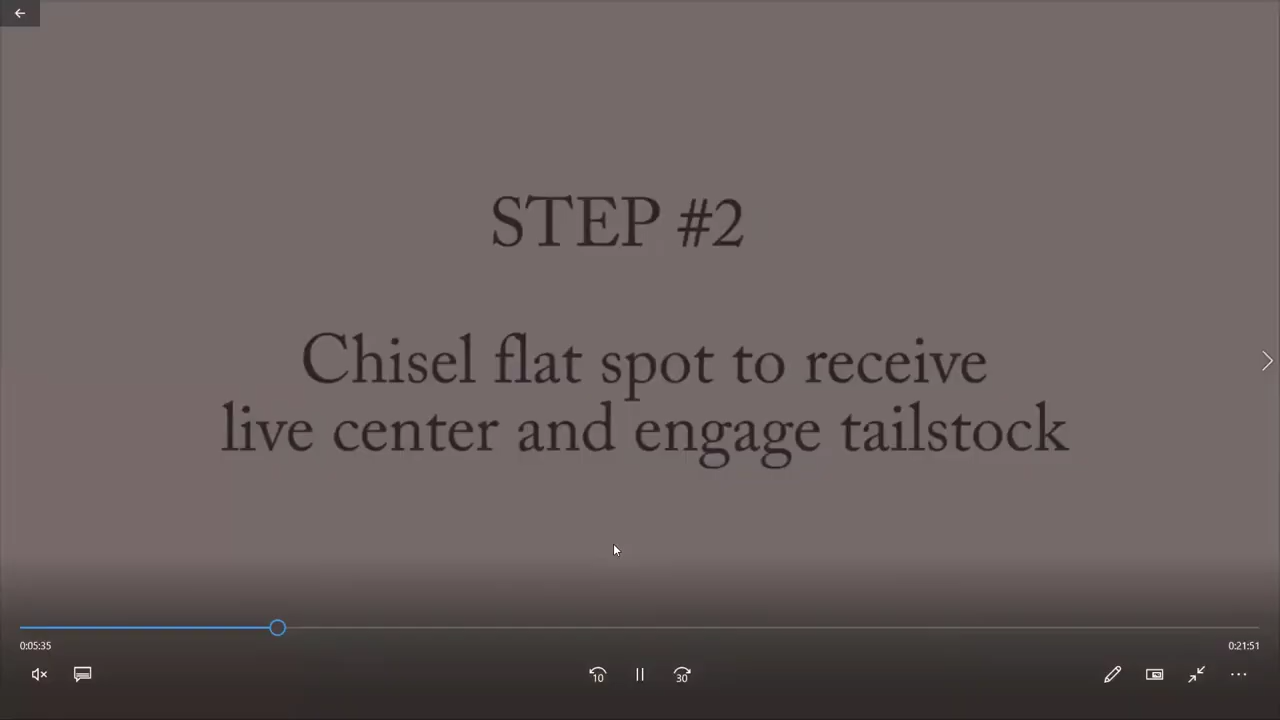 STEP #2
Chisel flat spot to receive
live center and engage tailstock
0:05:35
0:21:51
10
30